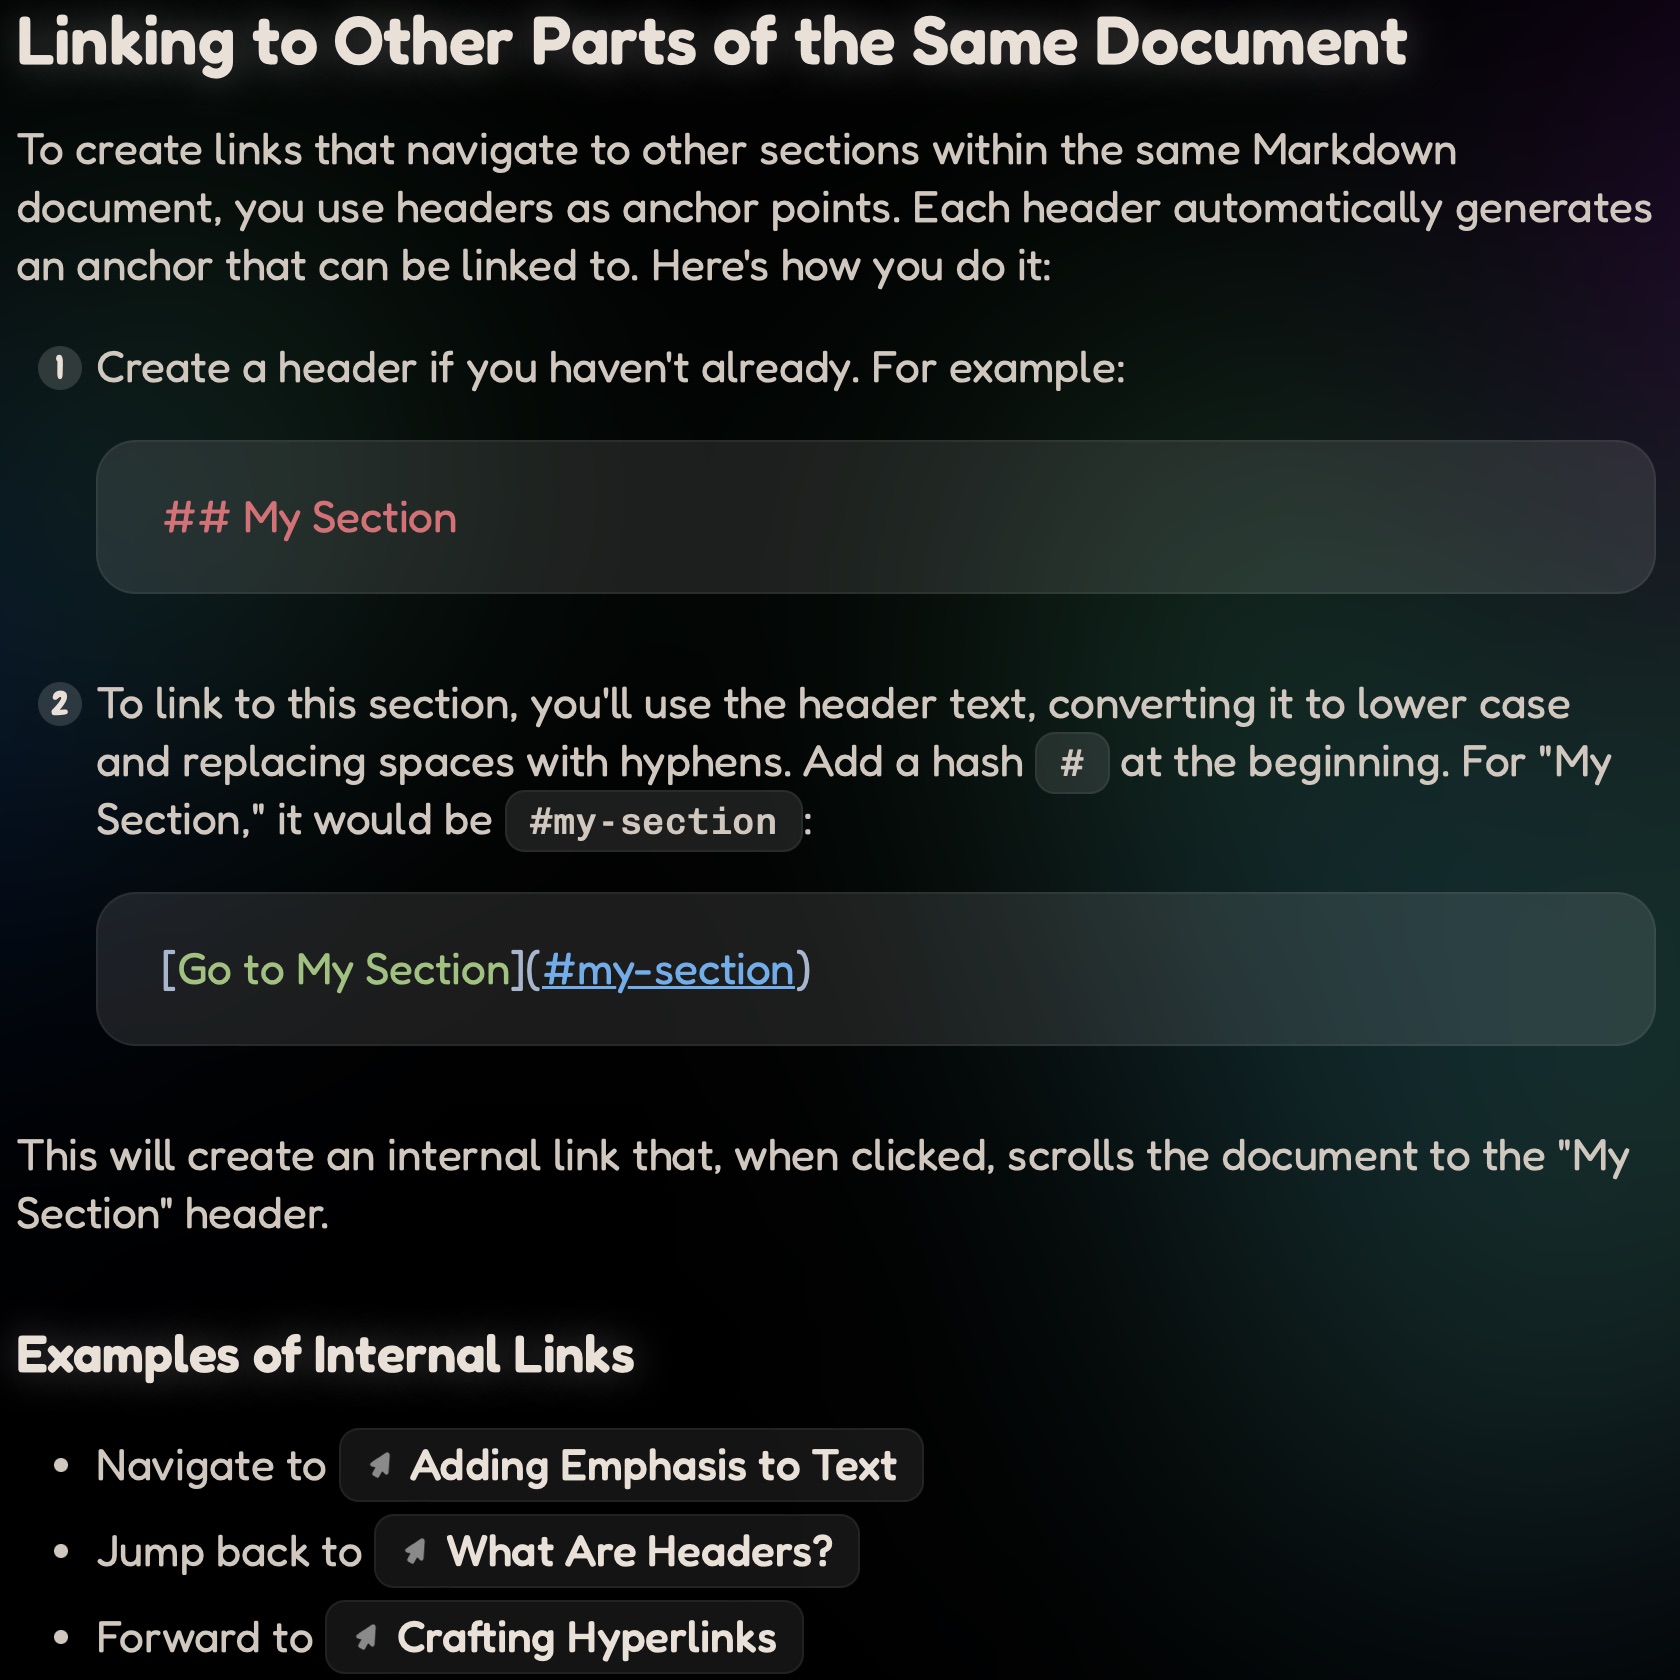 Linking to Other Parts of the Same Document
To create links that navigate to other sections within the same Markdown
document, you use headers as anchor points. Each header automatically generates
an anchor that can be linked to. Here's how you do it:
1 Create a header if you haven't already. For example:
## My Section
2 To link to this section, you'll use the header text, converting it to lower case
and replacing spaces with hyphens. Add a hash # at the beginning. For "My
Section," it would be #my-section:
[Go to My Section](#my-section)
This will create an internal link that, when clicked, scrolls the document to the "My
Section" header.
Examples of Internal Links
• Navigate to Adding Emphasis to Text
• Jump back to What Are Headers?
• Forward to Crafting Hyperlinks